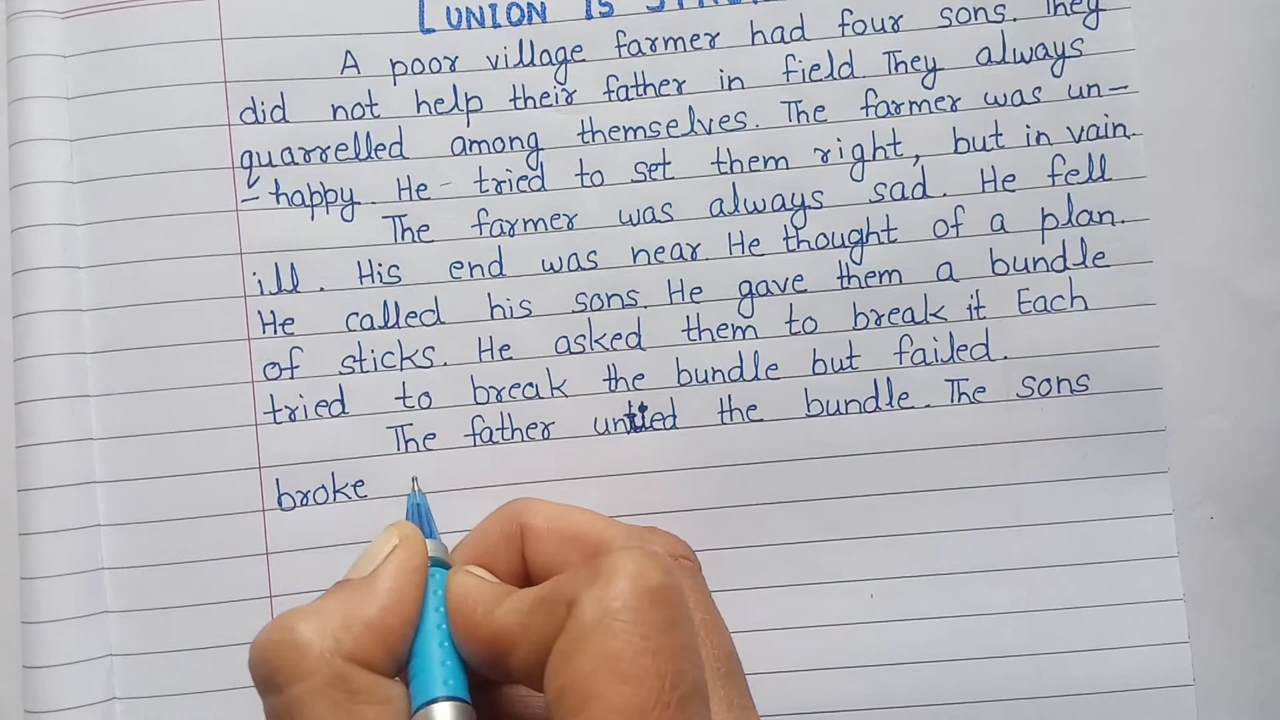 [UNION IS
A poor village farmer had four sons. They
did not help their father in field. They always
quarrelled among themselves. The farmer was un-
- happy. He tried to set them right, but in vain.
The farmer was always sad. He fell
ill. His end was near. He thought of a plan.
He called his sons. He gave them a bundle
of sticks. He asked them to break it Each
tried to break the bundle but failed.
The father untied the bundle. The sons
broke